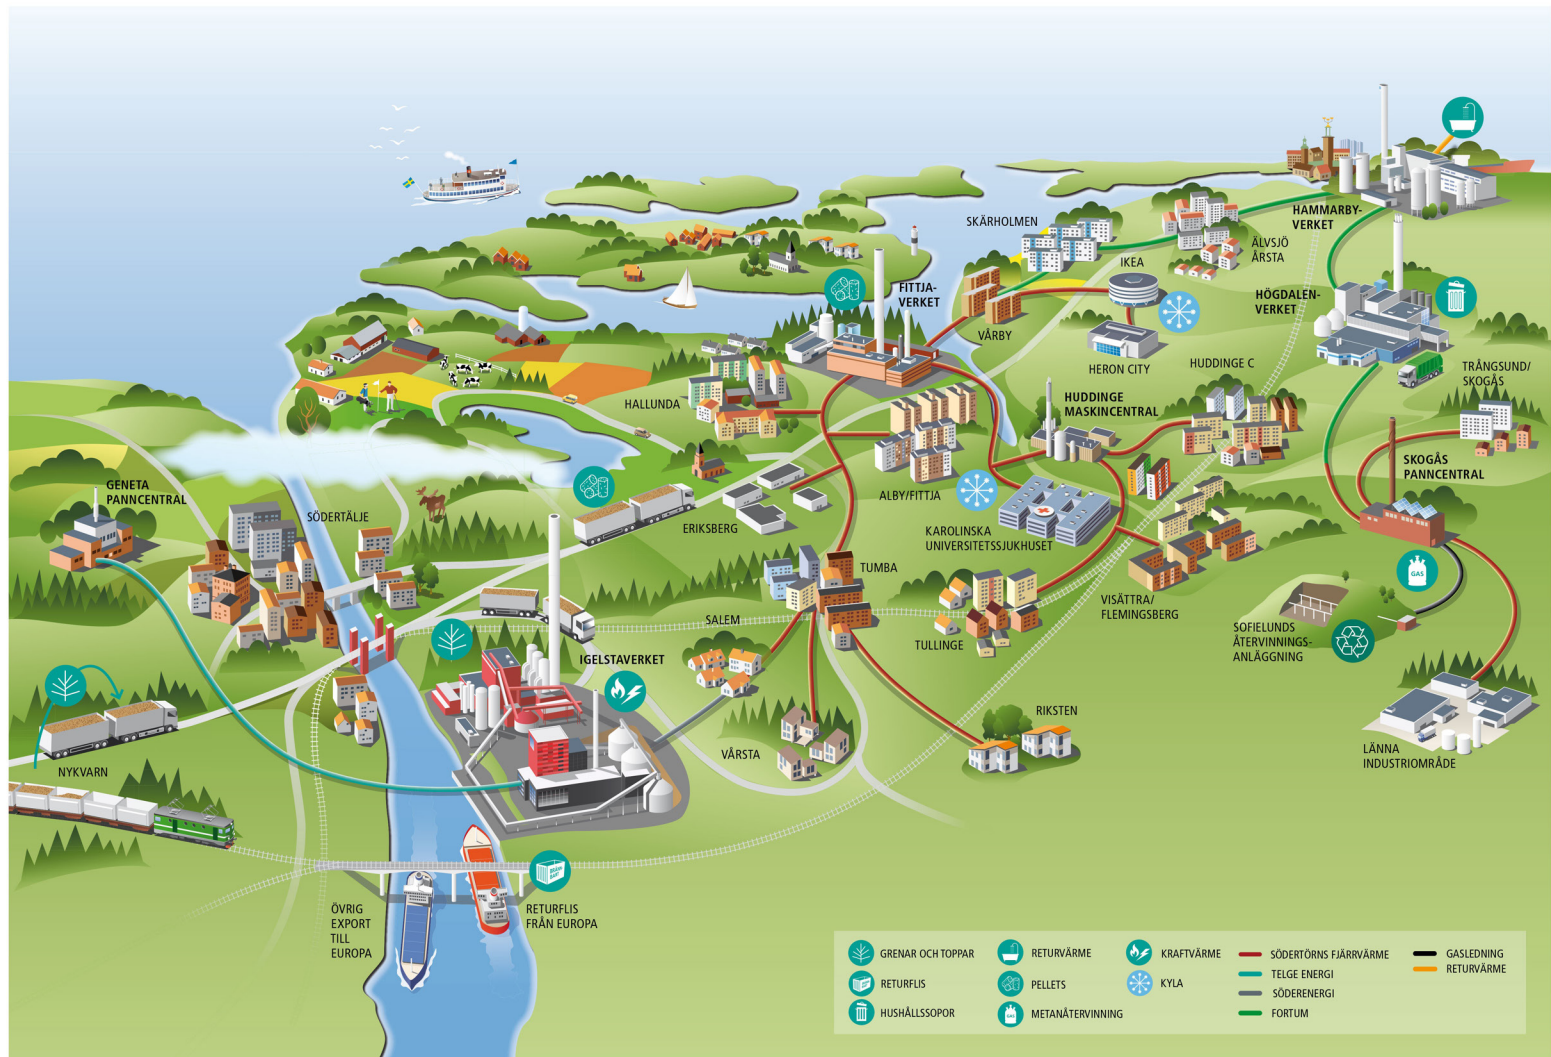 SKÄRHOLMEN
HAMMARBY-
VERKET
ÄLVSJÖ
ÅRSTA
IKEA
FITTJA-
VERKET
HÖGDALEN-
VERKET
VÅRBY
HERON CITY
HUDDINGE C
TRÅNGSUND/
SKOGÅS
HALLUNDA
HUDDINGE
MASKINCENTRAL
SKOGÅS
PANNCENTRAL
GENETA
PANNCENTRAL
SÖDERTÄLJE
ALBY/FITTJA
ERIKSBERG
KAROLINSKA
UNIVERSITETSSJUKHUSET
TUMBA
GAS
VISÄTTRA/
FLEMINGSBERG
SALEM
TULLINGE
SOFIELUNDS
ÅTERVINNINGS-
ANLÄGGNING
IGELSTAVERKET
RIKSTEN
VÅRSTA
LÄNNA
INDUSTRIOMRÅDE
NYKVARN
ÖVRIG
EXPORT
TILL
EUROPA
RETURFLIS
FRÅN EUROPA
GRENAR OCH TOPPAR
RETURFLIS
HUSHÅLLSSOPOR
RETURVÄRME
PELLETS
GAS
METANÅTERVINNING
KRAFTVÄRME
KYLA
SÖDERTÖRNS FJÄRRVÄRME
TELGE ENERGI
SÖDERENERGI
FORTUM
GASLEDNING
RETURVÄRME